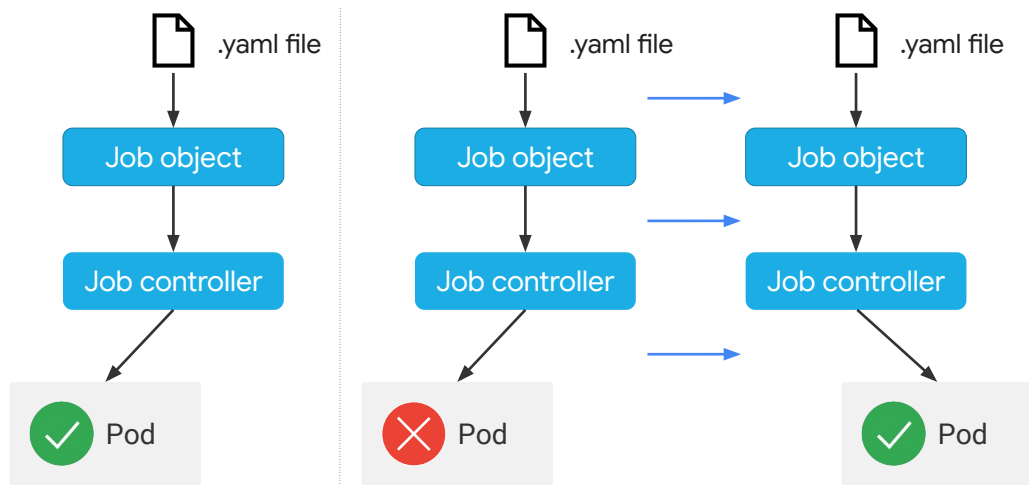 .yaml file
.yaml file
.yaml file
Job object
Job object
Job object
Job controller
Job controller
Job controller
Pod
Pod
Pod